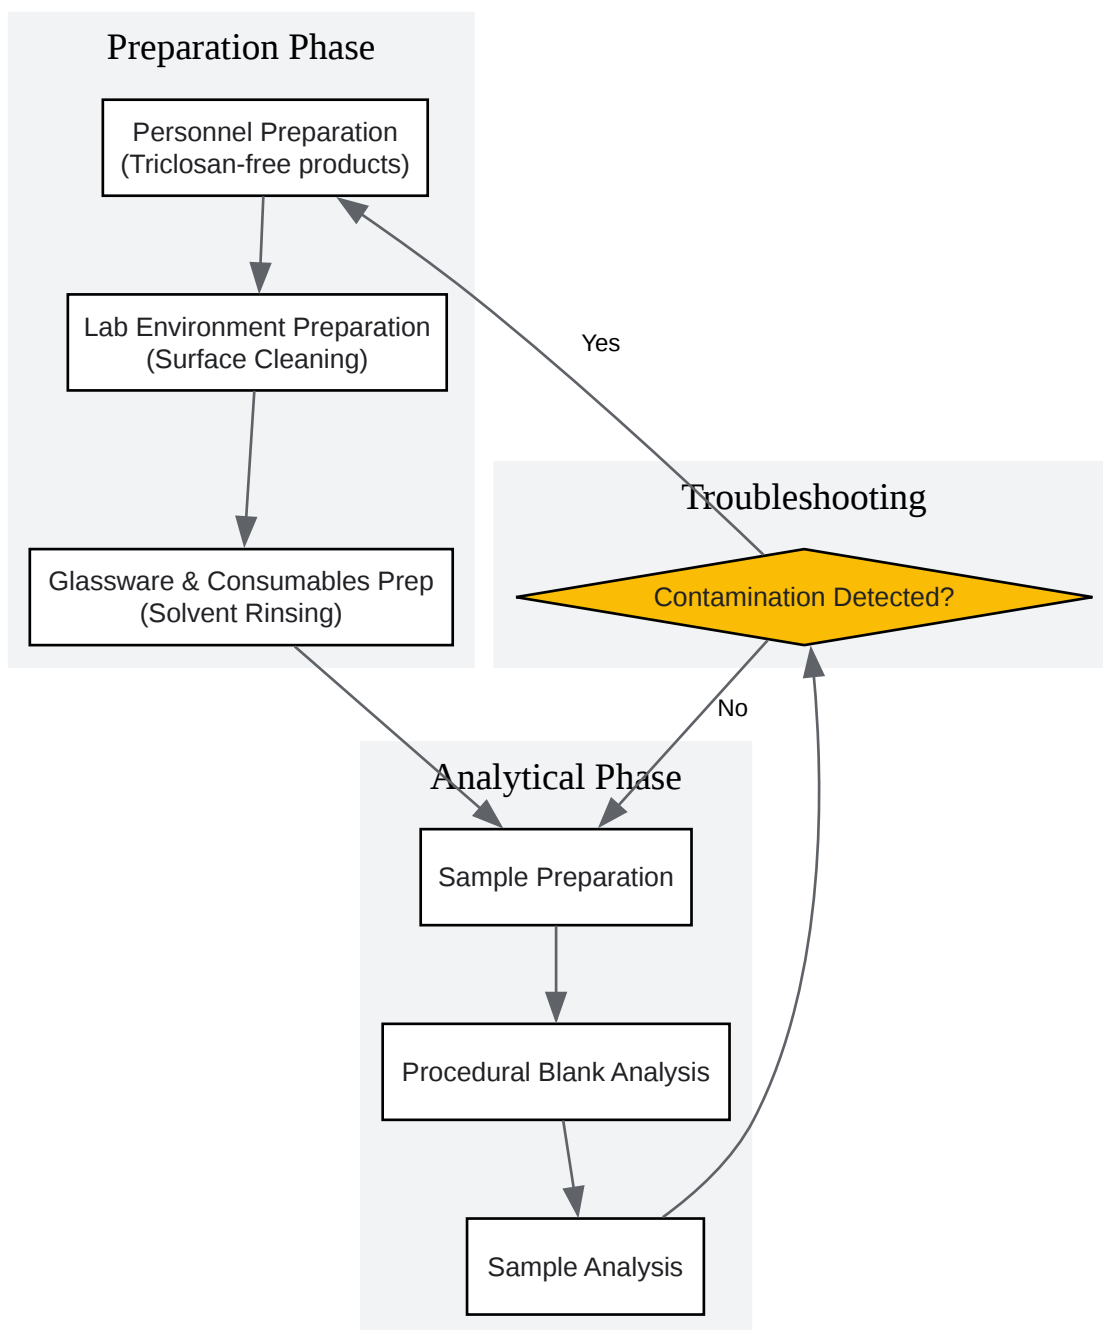 Preparation Phase
Personnel Preparation
(Triclosan-free products)
Lab Environment Preparation
(Surface Cleaning)
Yes
Troubleshooting
Glassware & Consumables Prep
(Solvent Rinsing)
Contamination Detected?
No
Analytical Phase
Sample Preparation
Procedural Blank Analysis
Sample Analysis